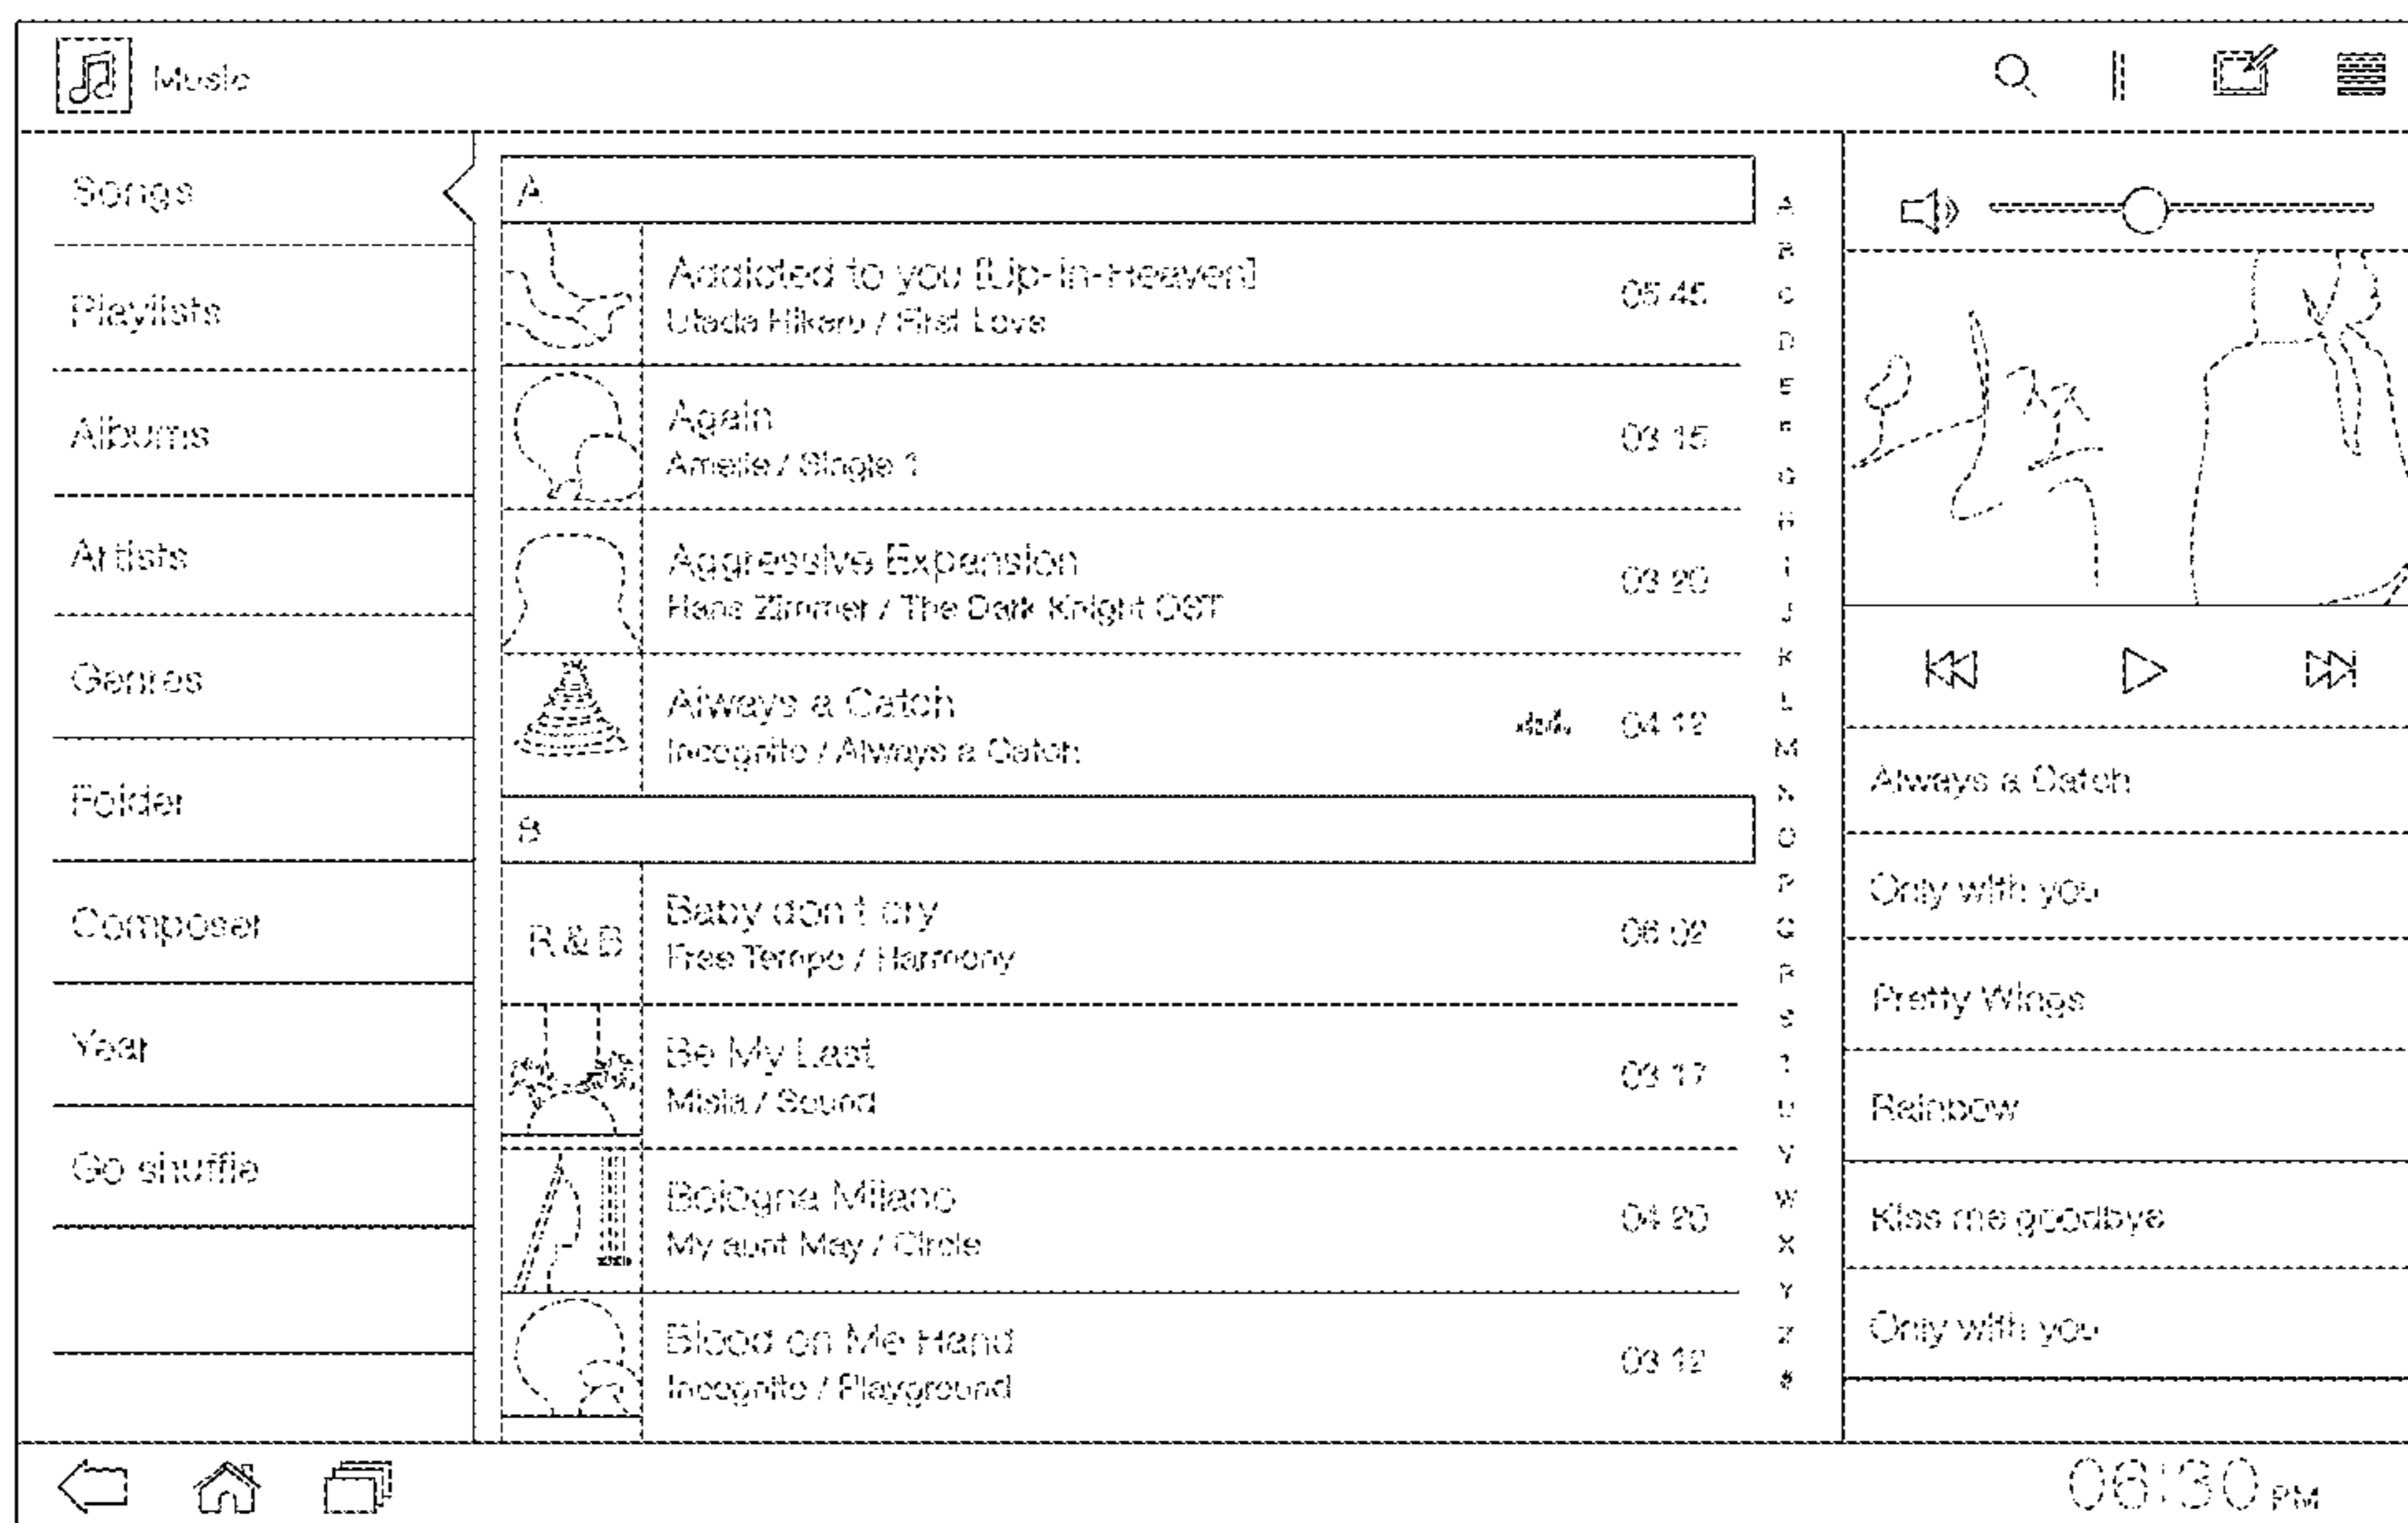 Music
Songs
Playlists
Albums
Artists
Genres
Folder
Composer
Year
Go shuffle
A
Addicted to you [Up-In-Heaven]
Utada Hikaru / First Love
05:45
Again
Amelie / Single 1
03:15
Aggressive Expansion
Hans Zimmer / The Dark Knight OST
03:20
Always a Catch
Incognito / Always a Catch
04:12
B
R & B
Baby don't cry
Free Tempo / Harmony
06:02
Be My Last
Misia / Sound
03:17
Bologna Milano
My aunt May / Circle
04:20
Blood on Me Hand
Incognito / Playground
03:12
A
B
C
D
E
F
G
H
I
J
K
L
M
N
O
P
Q
R
S
T
U
V
W
X
Y
Z
#
Always a Catch
Only with you
Pretty Wings
Rainbow
Kiss me goodbye
Only with you
06:30 PM